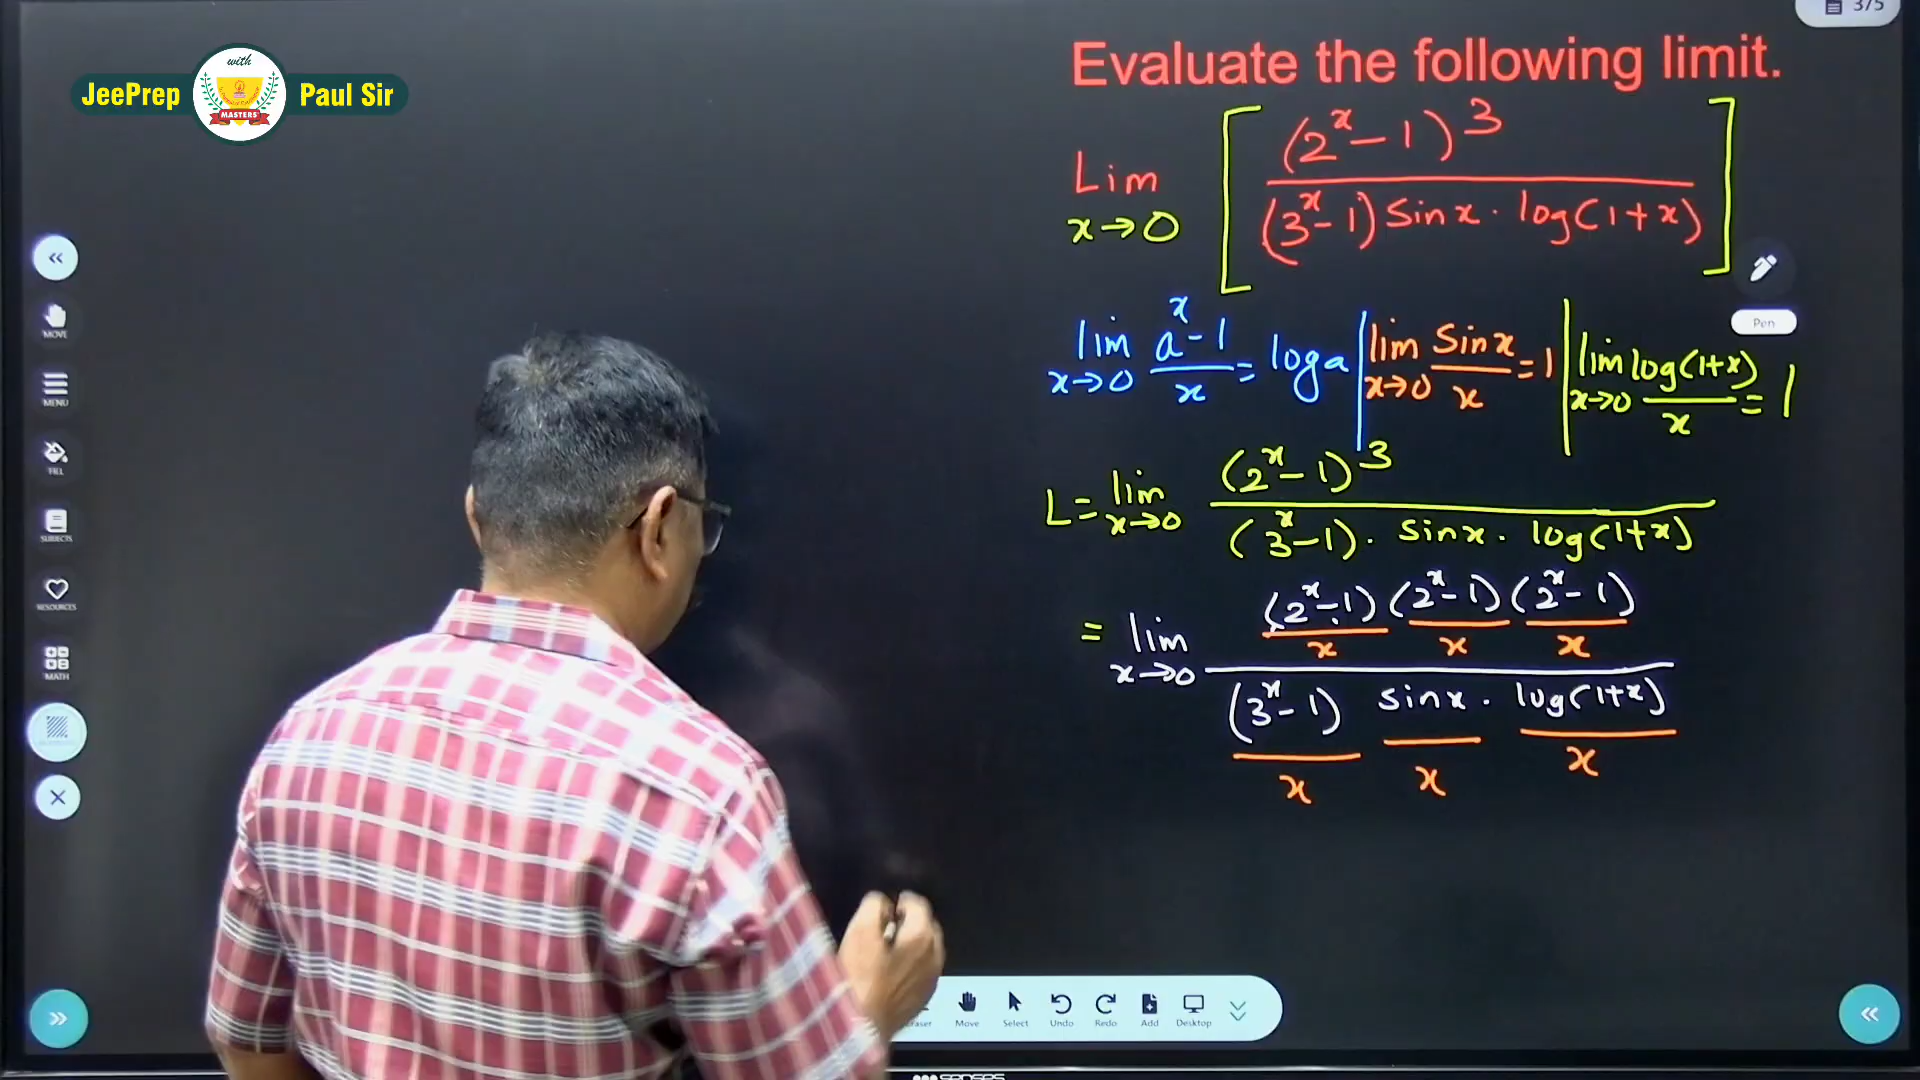 with
JeePrep
Paul Sir
MASTERS
3/5
Evaluate the following limit.
Lim x→0 [ (2^x - 1)^3 / (3^x - 1) sin x . log(1+x) ]
Pen
lim x→0 a^x - 1 / x = log a | lim x→0 sin x / x = 1 | lim x→0 log(1+x) / x = 1
L = lim x→0 (2^x - 1)^3 / (3^x - 1) . sin x . log(1+x)
= lim x→0 (2^x - 1)/x (2^x - 1)/x (2^x - 1)/x / (3^x - 1)/x sin x/x . log(1+x)/x
MOVE
MENU
FILL
SUBJECTS
RESOURCES
MATH
Move
Select
Undo
Redo
Add
Desktop